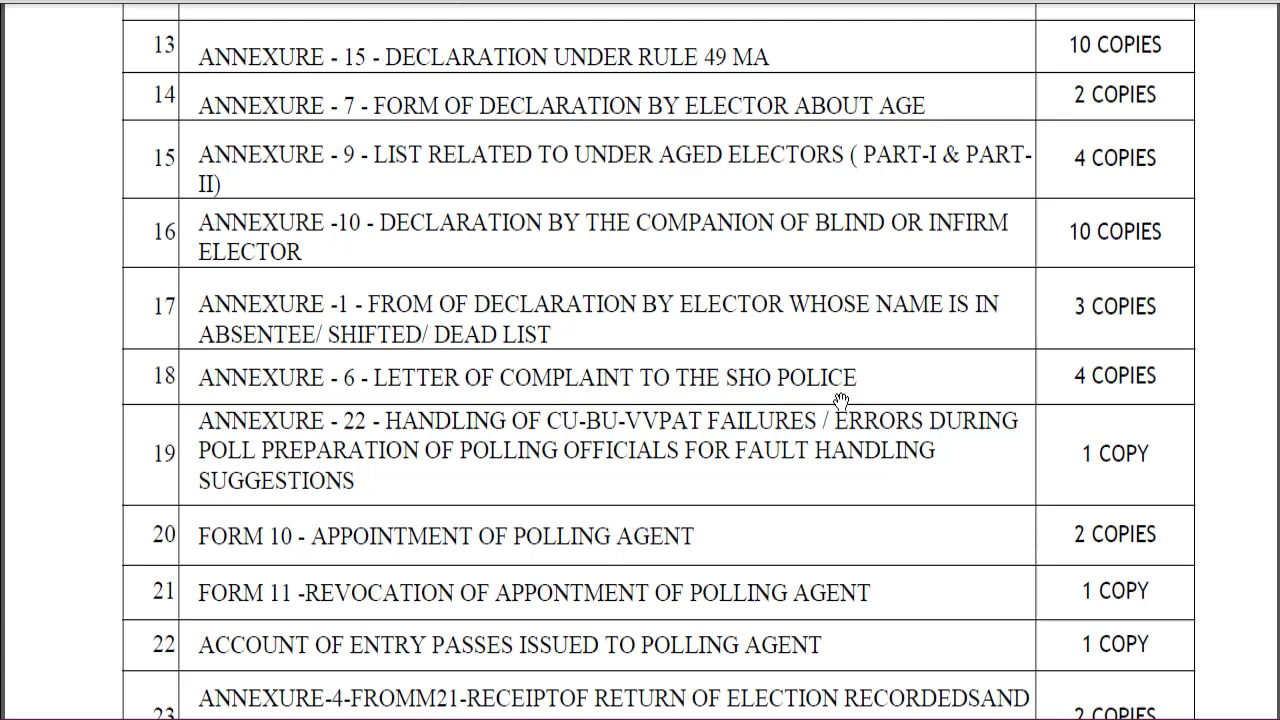 13 ANNEXURE - 15 - DECLARATION UNDER RULE 49 MA 10 COPIES
14 ANNEXURE - 7 - FORM OF DECLARATION BY ELECTOR ABOUT AGE 2 COPIES
15 ANNEXURE - 9 - LIST RELATED TO UNDER AGED ELECTORS ( PART-I & PART- 4 COPIES
II)
16 ANNEXURE -10 - DECLARATION BY THE COMPANION OF BLIND OR INFIRM 10 COPIES
ELECTOR
17 ANNEXURE -1 - FROM OF DECLARATION BY ELECTOR WHOSE NAME IS IN 3 COPIES
ABSENTEE/ SHIFTED/ DEAD LIST
18 ANNEXURE - 6 - LETTER OF COMPLAINT TO THE SHO POLICE 4 COPIES
ANNEXURE - 22 - HANDLING OF CU-BU-VVPAT FAILURES / ERRORS DURING
19 POLL PREPARATION OF POLLING OFFICIALS FOR FAULT HANDLING 1 COPY
SUGGESTIONS
20 FORM 10 - APPOINTMENT OF POLLING AGENT 2 COPIES
21 FORM 11 -REVOCATION OF APPONTMENT OF POLLING AGENT 1 COPY
22 ACCOUNT OF ENTRY PASSES ISSUED TO POLLING AGENT 1 COPY
ANNEXURE-4-FROMM21-RECEIPTOF RETURN OF ELECTION RECORDEDSAND
23 2 COPIES